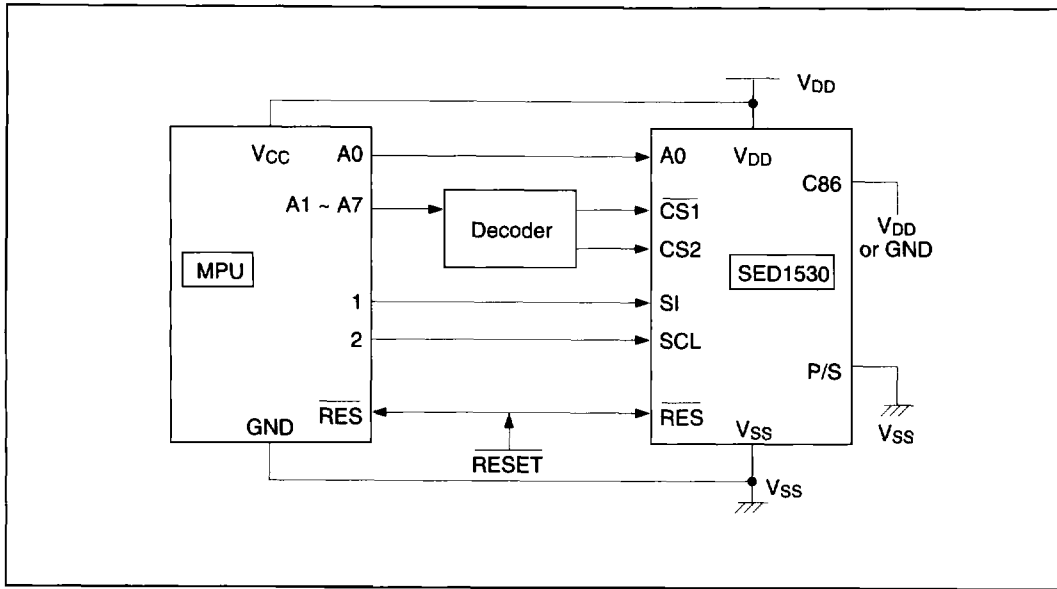 VDD
VCC
A0
A0
VDD
C86
A1 ~ A7
Decoder
CS1
CS2
VDD
or GND
MPU
SED1530
1
SI
2
SCL
P/S
RES
RES
GND
VSS
VSS
RESET
VSS